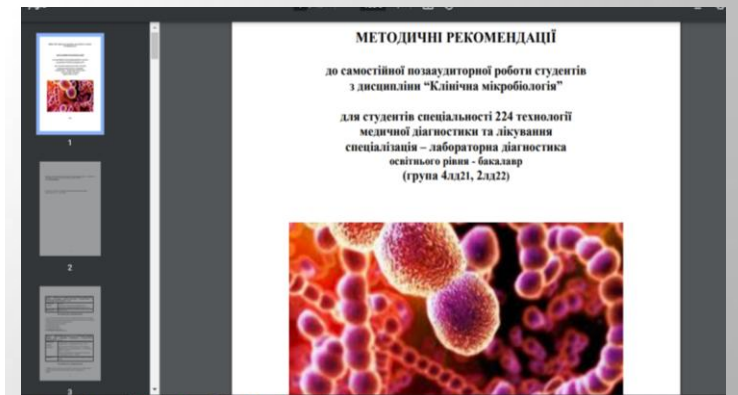 МЕТОДИЧНІ РЕКОМЕНДАЦІЇ
до самостійної позааудиторної роботи студентів
з дисципліни “Клінічна мікробіологія”
для студентів спеціальності 224 технології
медичної діагностики та лікування
спеціалізація – лабораторна діагностика
освітнього рівня - бакалавр
(група 4лд21, 2лд22)
1
2
3